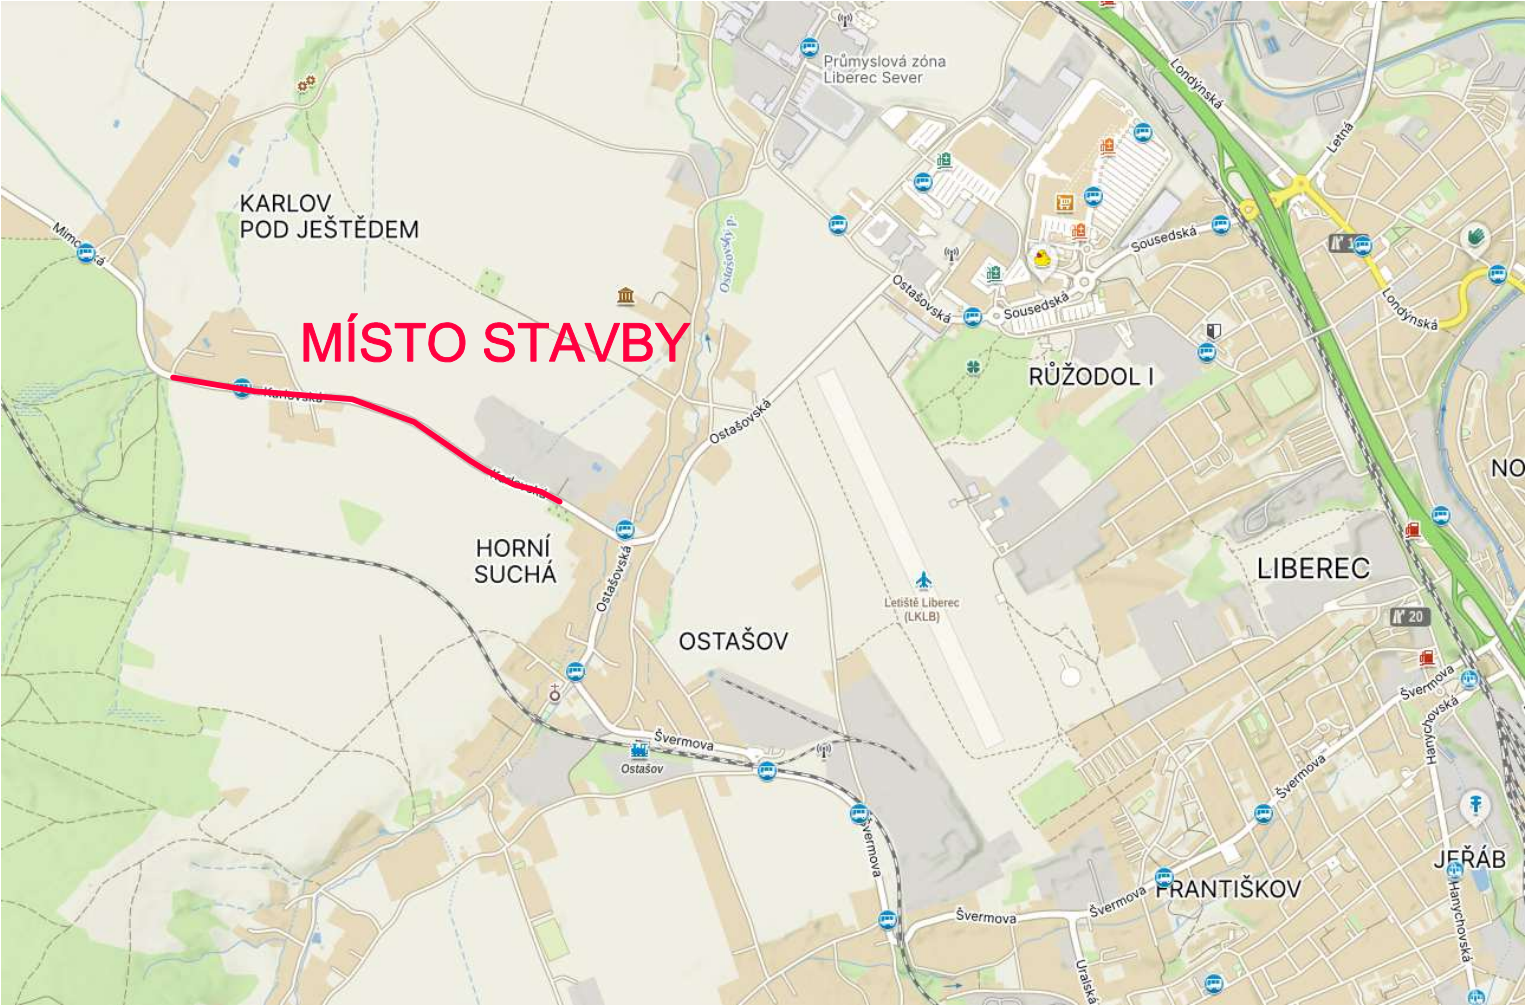 Průmyslová zóna
Liberec Sever
Londýnská
Letná
KARLOV
POD JEŠTĚDEM
Ostašovský p.
Sousedská
Ostašovská
Sousedská
Londýnská
MÍSTO STAVBY
RŮŽODOL I
Karlovská
Ostašovská
Karlovská
NO
HORNÍ
SUCHÁ
Ostašovská
LIBEREC
Letiště Liberec
(LKLB)
20
OSTAŠOV
Švermova
Hanychovská
Švermova
Ostašov
Švermova
Švermova
JEŘÁB
FRANTIŠKOV
Švermova
Švermova
Hanychovská
Uralská